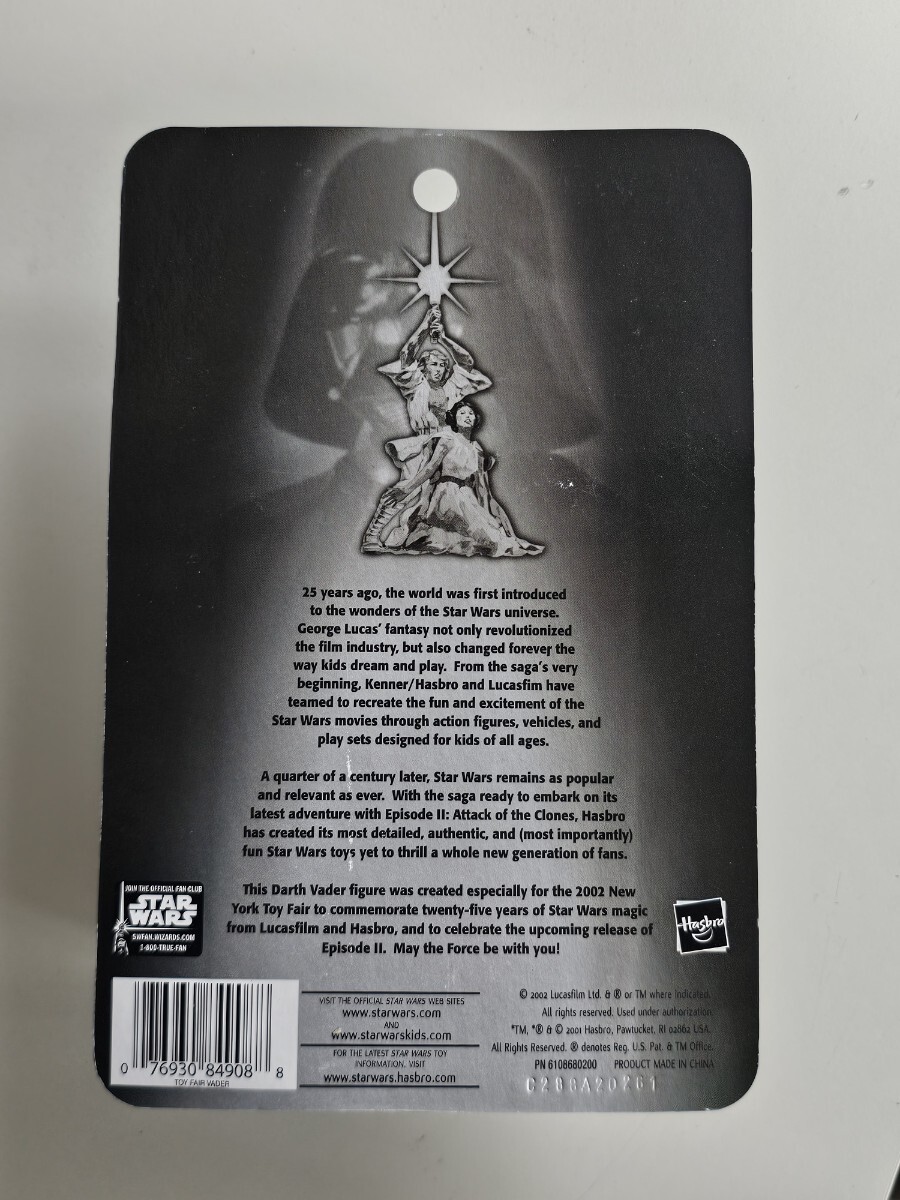 25 years ago, the world was first introduced
to the wonders of the Star Wars universe.
George Lucas' fantasy not only revolutionized
the film industry, but also changed forever the
way kids dream and play. From the saga's very
beginning, Kenner/Hasbro and Lucasfim have
teamed to recreate the fun and excitement of the
Star Wars movies through action figures, vehicles, and
play sets designed for kids of all ages.
A quarter of a century later, Star Wars remains as popular
and relevant as ever. With the saga ready to embark on its
latest adventure with Episode II: Attack of the Clones, Hasbro
has created its most detailed, authentic, and (most importantly)
fun Star Wars toys yet to thrill a whole new generation of fans.
This Darth Vader figure was created especially for the 2002 New
York Toy Fair to commemorate twenty-five years of Star Wars magic
from Lucasfilm and Hasbro, and to celebrate the upcoming release of
Episode II. May the Force be with you!
JOIN THE OFFICIAL FAN CLUB
STAR
WARS
SWFAN.WIZARDS.COM
1-800-TRUE-FAN
Hasbro
0 76930 84908 8
TOY FAIR VADER
VISIT THE OFFICIAL STAR WARS WEB SITES
www.starwars.com
AND
www.starwarskids.com
FOR THE LATEST STAR WARS TOY
INFORMATION, VISIT
www.starwars.hasbro.com
© 2002 Lucasfilm Ltd. & ® or TM where indicated.
All rights reserved. Used under authorization.
*TM, *® & © 2001 Hasbro, Pawtucket, RI 02862 USA.
All Rights Reserved. ® denotes Reg. U.S. Pat. & TM Office.
PN 6108680200 PRODUCT MADE IN CHINA